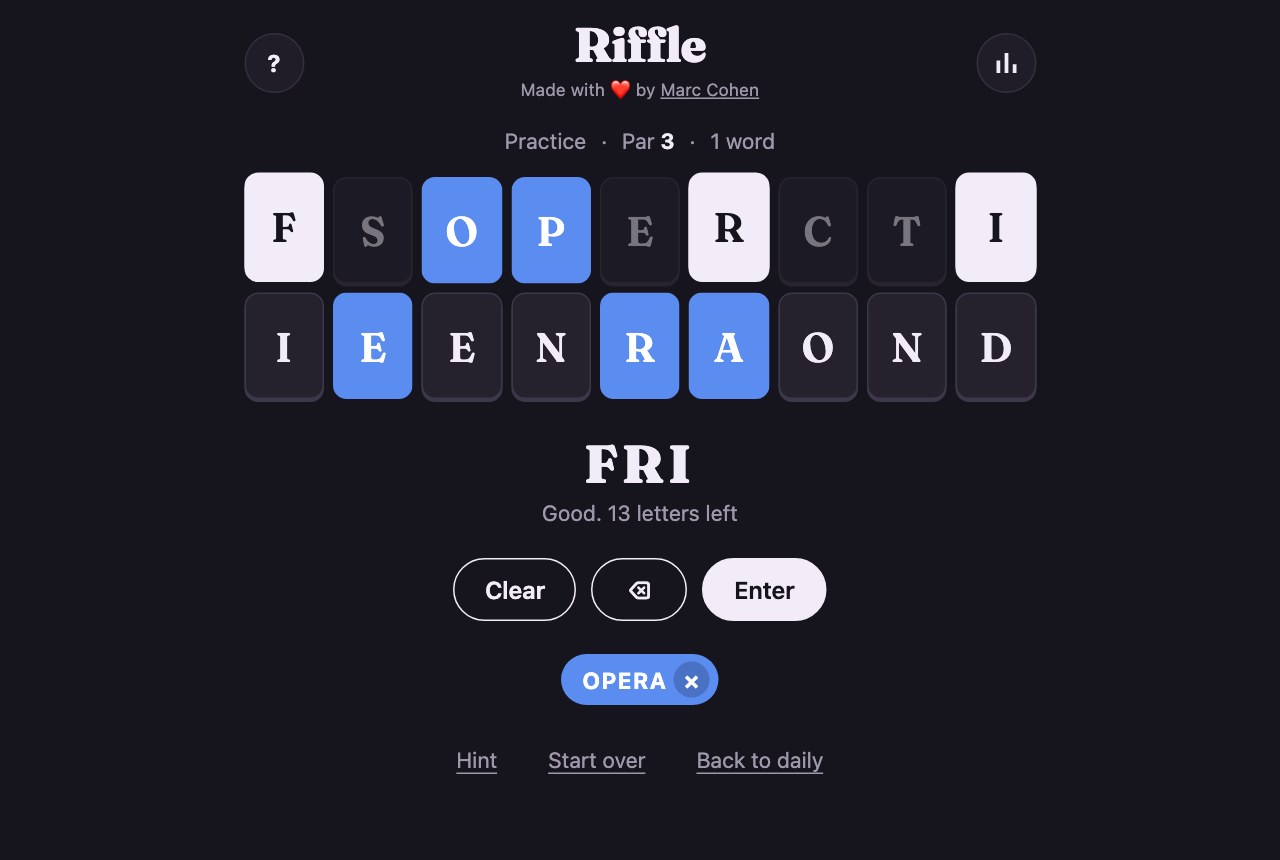 ?
Riffle
Made with ❤️ by Marc Cohen
Practice · Par 3 · 1 word
F S O P E R C T I
I E E N R A O N D
FRI
Good. 13 letters left
Clear
Enter
OPERA ×
Hint Start over Back to daily